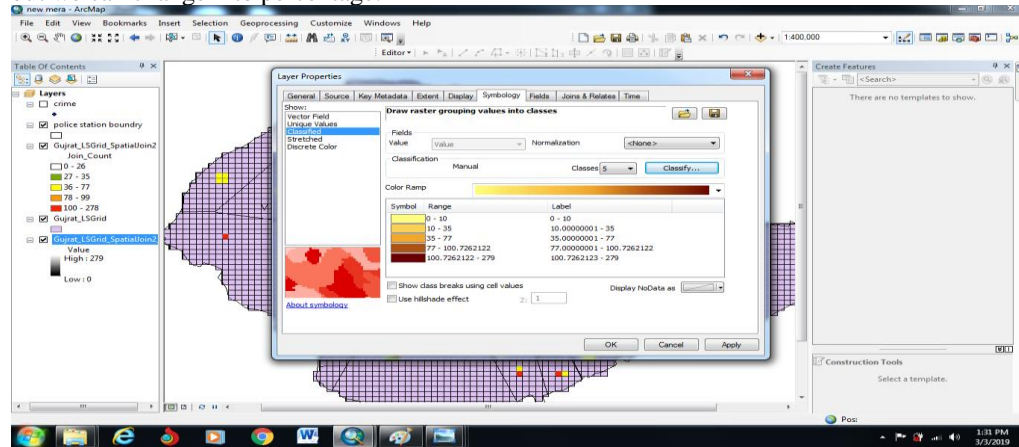 new mera - ArcMap
File Edit View Bookmarks Insert Selection Geoprocessing Customize Windows Help
1:400,000
Editor
Table Of Contents
Layers
crime
police station boundry
Gujrat_LSGrid_SpatialJoin2
Join_Count
0 - 26
27 - 35
36 - 77
78 - 99
100 - 278
Gujrat_LSGrid
Gujrat_LSGrid_SpatialJoin2
Value
High : 279
Low : 0
Layer Properties
General Source Key Metadata Extent Display Symbology Fields Joins & Relates Time
Show:
Vector Field
Unique Values
Classified
Stretched
Discrete Color
About symbology
Draw raster grouping values into classes
Fields
Value Value Normalization <None>
Classification
Manual Classes 5 Classify...
Color Ramp
Symbol Range Label
0 - 10 0 - 10
10 - 35 10.00000001 - 35
35 - 77 35.00000001 - 77
77 - 100.7262122 77.00000001 - 100.7262122
100.7262122 - 279 100.7262123 - 279
Show class breaks using cell values Display NoData as
Use hillshade effect Z: 1
OK Cancel Apply
Create Features
<Search>
There are no templates to show.
Construction Tools
Select a template.
Pos:
1:31 PM
3/3/2019